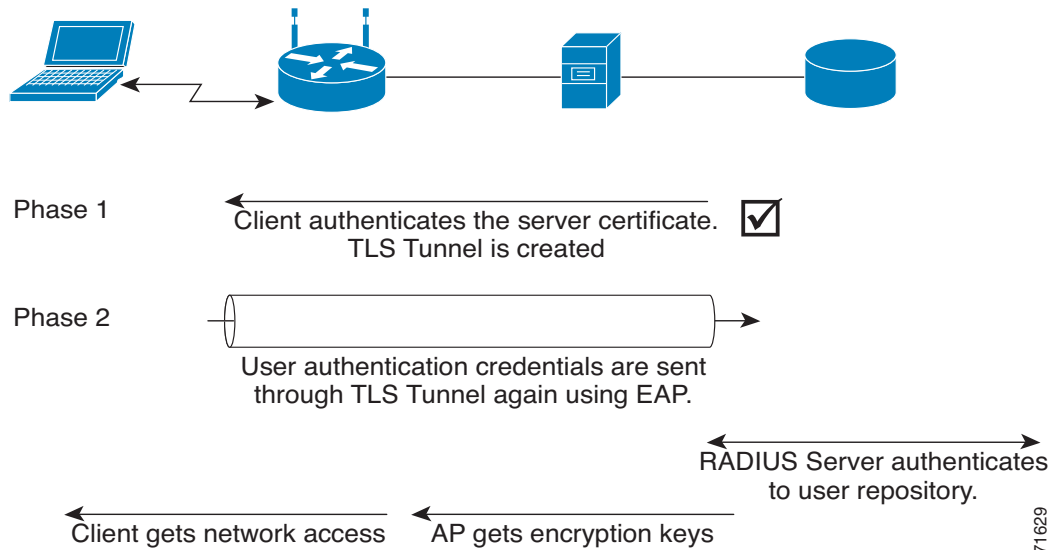 Phase 1
Client authenticates the server certificate.
TLS Tunnel is created
Phase 2
User authentication credentials are sent
through TLS Tunnel again using EAP.
RADIUS Server authenticates
to user repository.
Client gets network access
AP gets encryption keys
71629